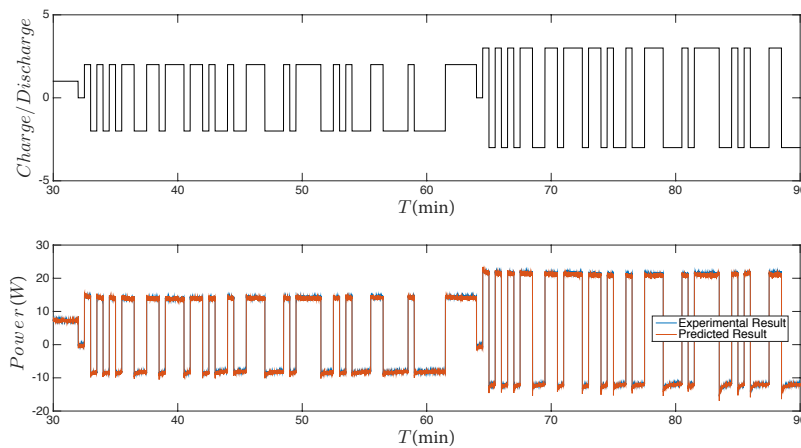 5
0
-5
Charge/Discharge
30 40 50 60 70 80 90
T(min)
30
20
10
0
-10
-20
Power(W)
Experimental Result
Predicted Result
30 40 50 60 70 80 90
T(min)